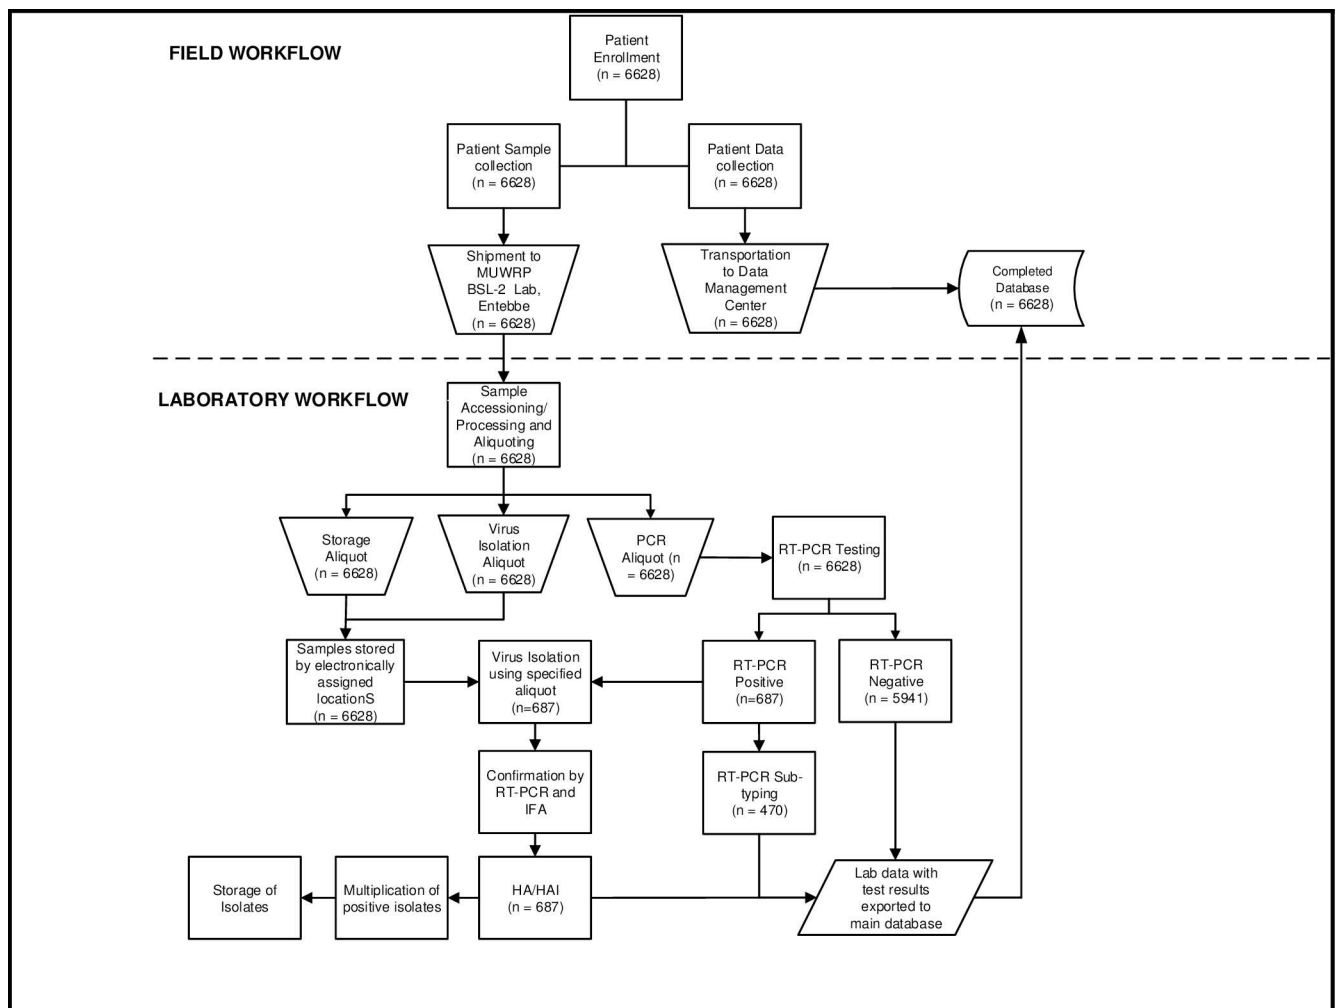 FIELD WORKFLOW
Patient
Enrollment
(n = 6628)
Patient Sample
collection
(n = 6628)
Patient Data
collection
(n = 6628)
Shipment to
MUWRP
BSL-2 Lab,
Entebbe
(n = 6628)
Transportation
to Data
Management
Center
(n = 6628)
Completed
Database
(n = 6628)
LABORATORY WORKFLOW
Sample
Accessioning/
Processing and
Aliquoting
(n = 6628)
Storage
Aliquot
(n = 6628)
Virus
Isolation
Aliquot
(n = 6628)
PCR
Aliquot (n
= 6628)
RT-PCR Testing
(n = 6628)
Samples stored
by electronically
assigned
locationS
(n = 6628)
Virus Isolation
using specified
aliquot
(n=687)
RT-PCR
Positive
(n=687)
RT-PCR
Negative
(n = 5941)
Confirmation by
RT-PCR and
IFA
RT-PCR Sub-
typing
(n = 470)
Storage of
Isolates
Multiplication of
positive isolates
HA/HAI
(n = 687)
Lab data with
test results
exported to
main database